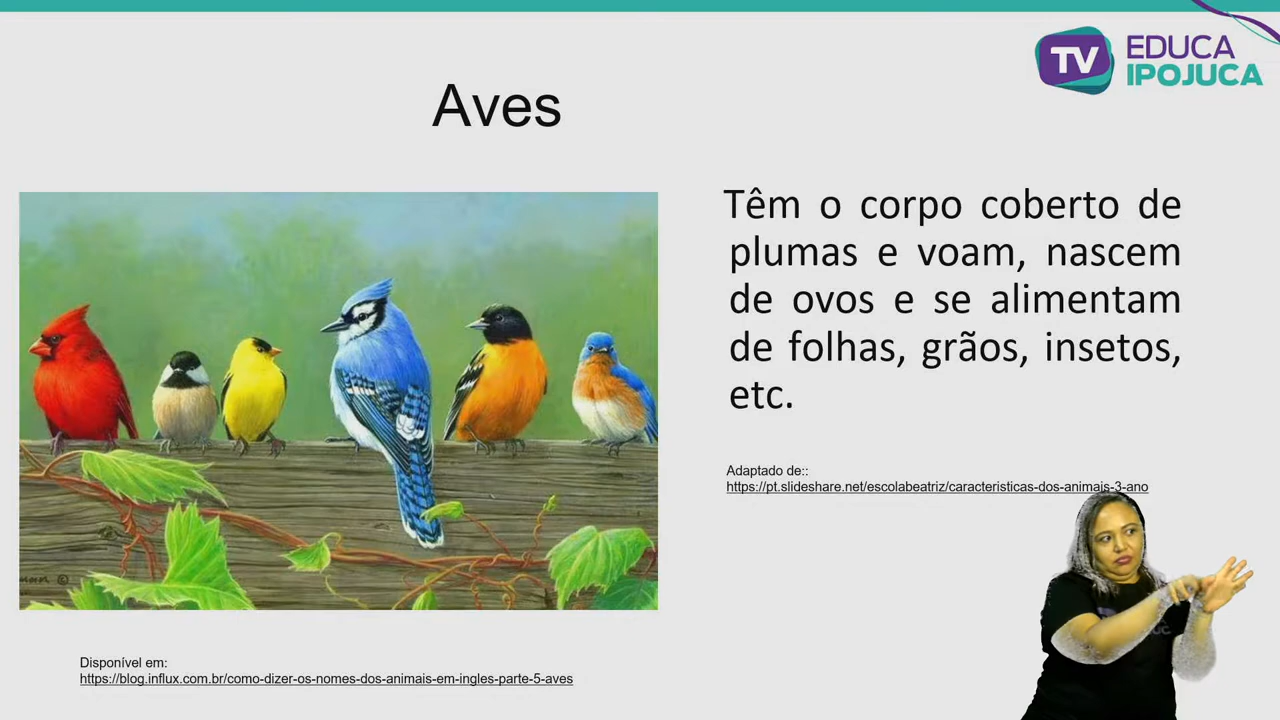 TV EDUCA
IPOJUCA
Aves
Têm o corpo coberto de
plumas e voam, nascem
de ovos e se alimentam
de folhas, grãos, insetos,
etc.
Adaptado de::
https://pt.slideshare.net/escolabeatriz/caracteristicas-dos-animais-3-ano
Disponível em:
https://blog.influx.com.br/como-dizer-os-nomes-dos-animais-em-ingles-parte-5-aves